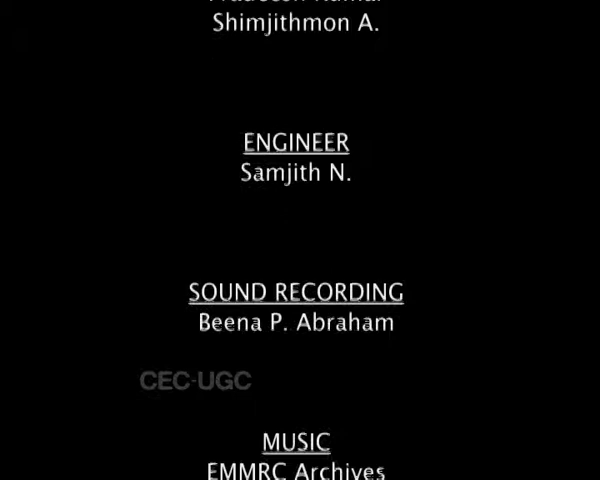 Shimjithmon A.
ENGINEER
Samjith N.
SOUND RECORDING
Beena P. Abraham
CEC-UGC
MUSIC
EMMRC Archives